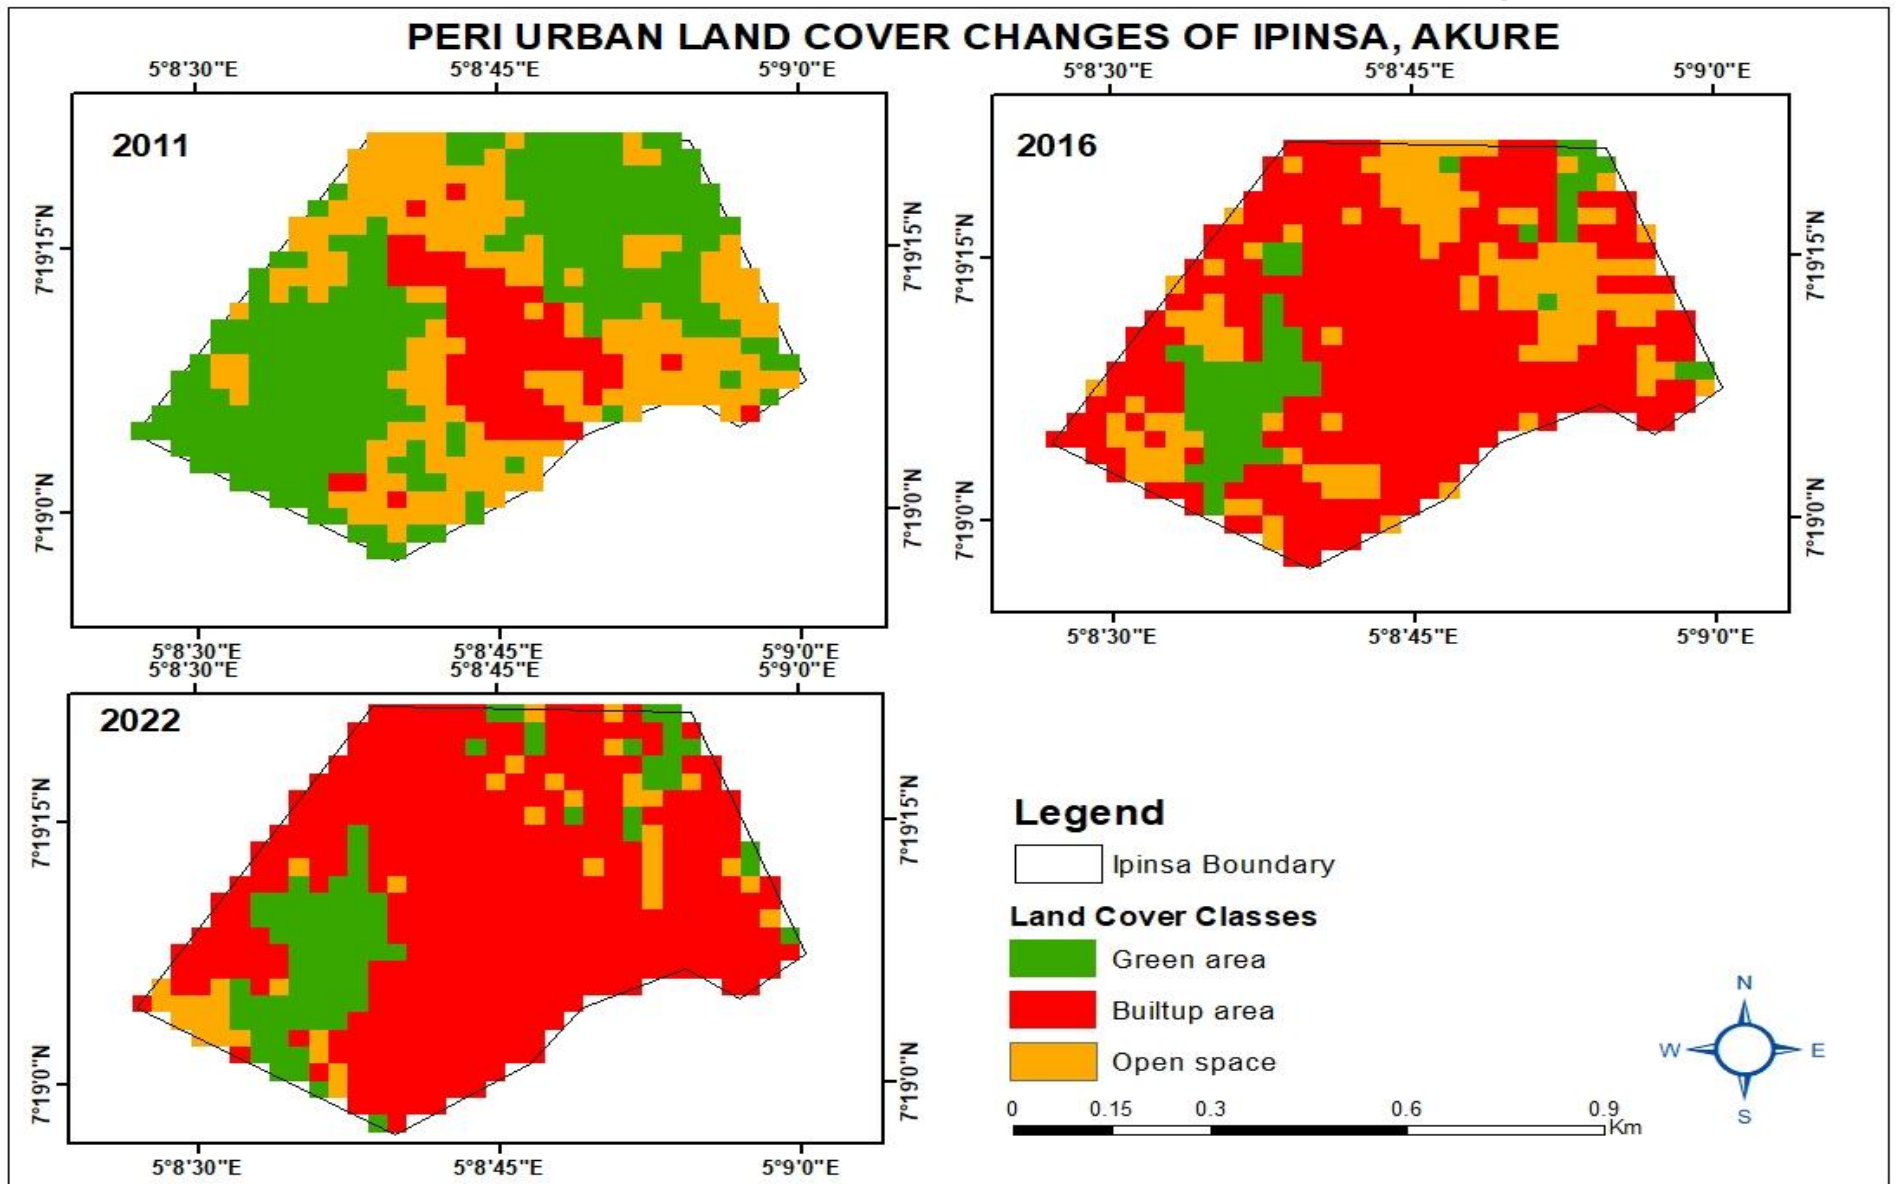 PERI URBAN LAND COVER CHANGES OF IPINSA, AKURE
5°8'30"E 5°8'45"E 5°9'0"E
5°8'30"E 5°8'45"E 5°9'0"E
2011
2016
7°19'15"N
7°19'15"N
7°19'15"N
7°19'15"N
7°19'0"N
7°19'0"N
7°19'0"N
7°19'0"N
5°8'30"E 5°8'45"E 5°9'0"E
5°8'30"E 5°8'45"E 5°9'0"E
5°8'30"E 5°8'45"E 5°9'0"E
2022
7°19'15"N
7°19'15"N
7°19'0"N
7°19'0"N
5°8'30"E 5°8'45"E 5°9'0"E
Legend
Ipinsa Boundary
Land Cover Classes
Green area
Builtup area
Open space
0 0.15 0.3 0.6 0.9
Km
N
W E
S